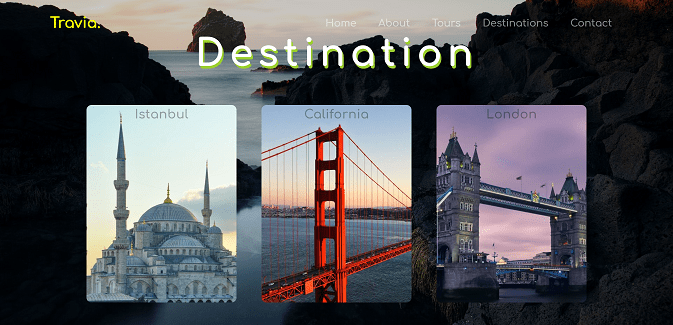 Travia.
Home About Tours Destinations Contact
Destination
Istanbul California London